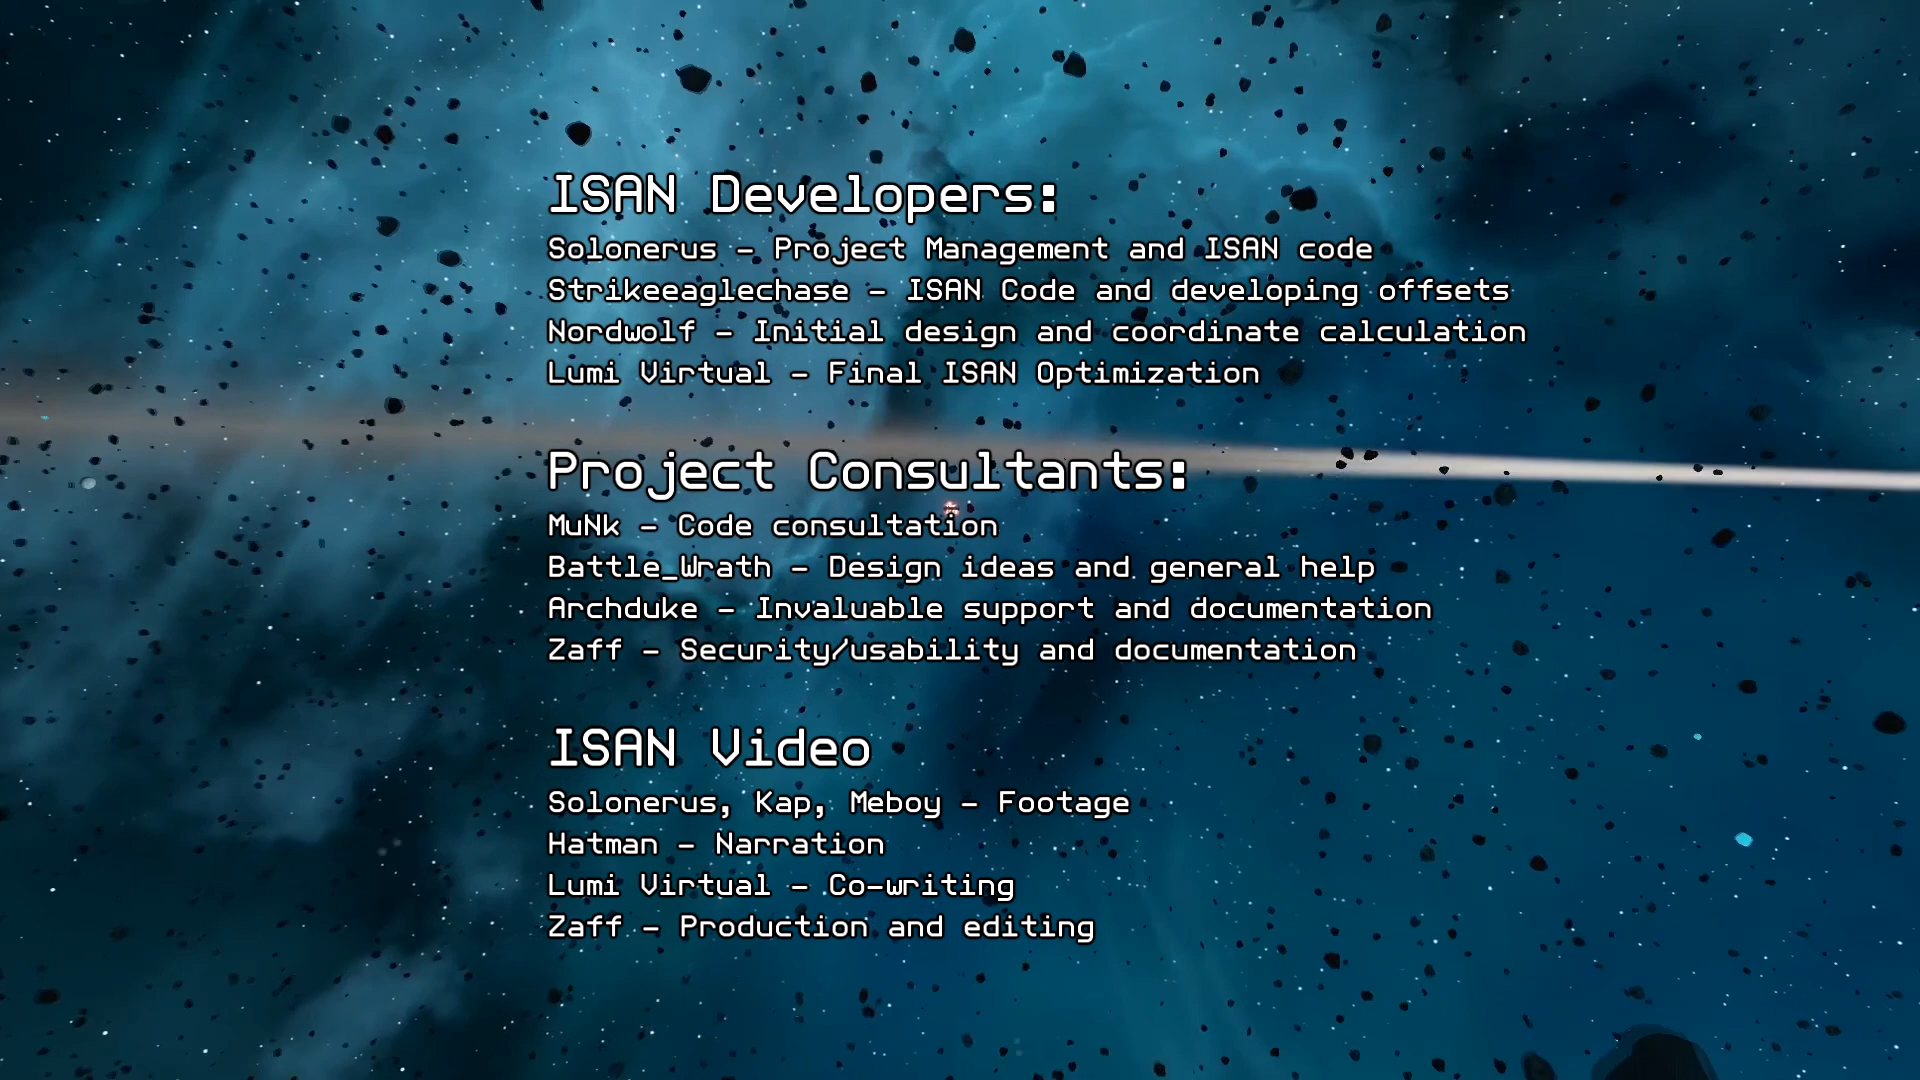 ISAN Developers:
Solonerus – Project Management and ISAN code
Strikeeaglechase – ISAN Code and developing offsets
Nordwolf – Initial design and coordinate calculation
Lumi Virtual – Final ISAN Optimization
Project Consultants:
MuNk – Code consultation
Battle_Wrath – Design ideas and general help
Archduke – Invaluable support and documentation
Zaff – Security/usability and documentation
ISAN Video
Solonerus, Kap, Meboy – Footage
Hatman – Narration
Lumi Virtual – Co-writing
Zaff – Production and editing